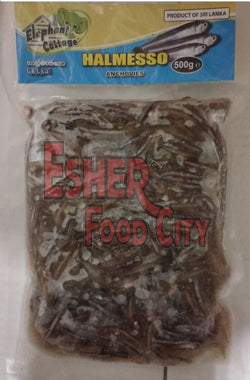 Elephant
Cottage
PRODUCT OF SRI LANKA
HALMESSO
ANCHOVIES
500g e
ESHER
FOOD CITY